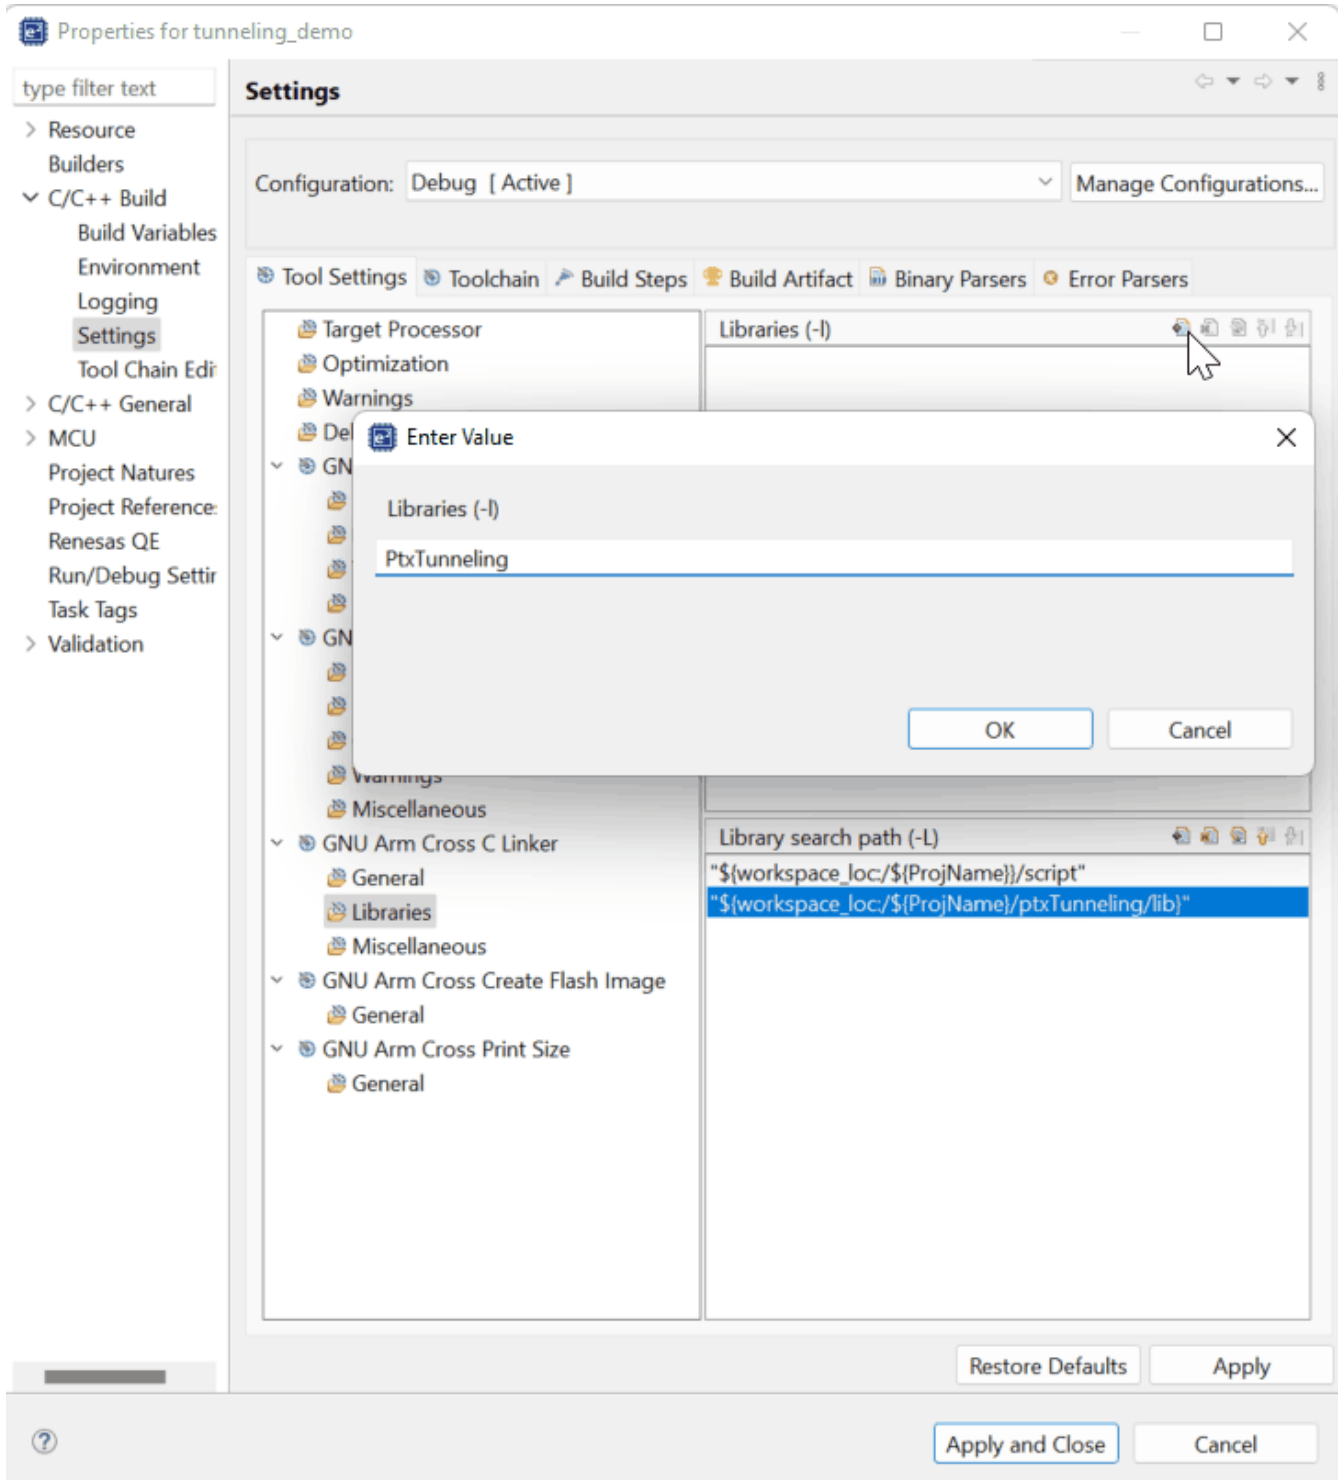 Properties for tunneling_demo
type filter text
Resource
Builders
C/C++ Build
Build Variables
Environment
Logging
Settings
Tool Chain Edi
C/C++ General
MCU
Project Natures
Project Reference
Renesas QE
Run/Debug Settin
Task Tags
Validation
Settings
Configuration: Debug [ Active ]
Manage Configurations...
Tool Settings Toolchain Build Steps Build Artifact Binary Parsers Error Parsers
Target Processor
Optimization
Warnings
De
GN
GN
Warnings
Miscellaneous
GNU Arm Cross C Linker
General
Libraries
Miscellaneous
GNU Arm Cross Create Flash Image
General
GNU Arm Cross Print Size
General
Libraries (-l)
Enter Value
Libraries (-l)
PtxTunneling
OK Cancel
Library search path (-L)
"${workspace_loc:/${ProjName}}/script"
"${workspace_loc:/${ProjName}/ptxTunneling/lib}"
Restore Defaults Apply
Apply and Close Cancel